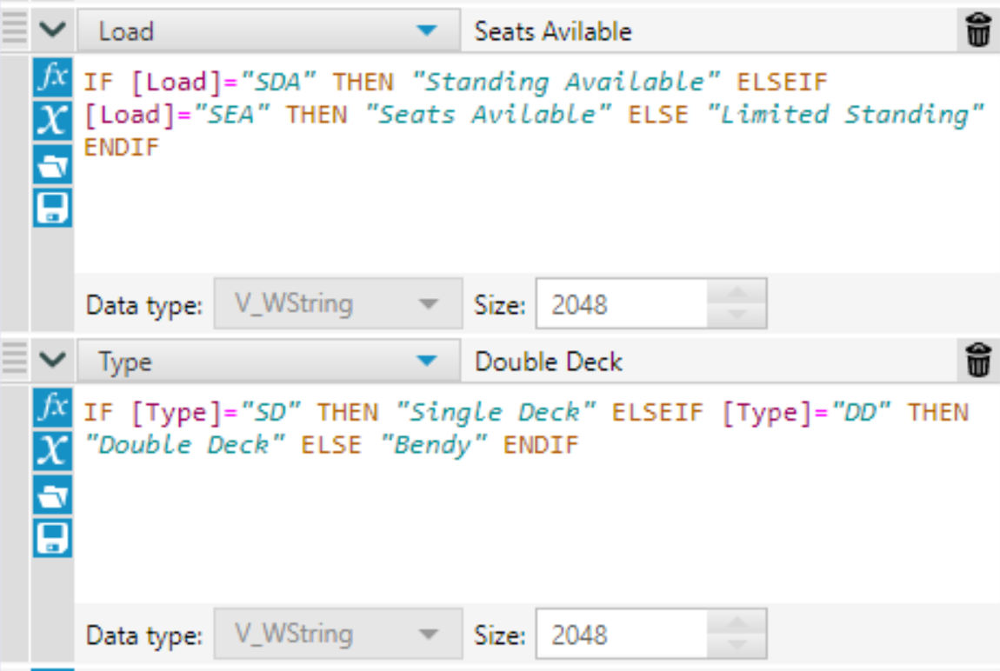 Load Seats Avilable
fx IF [Load]="SDA" THEN "Standing Available" ELSEIF
X [Load]="SEA" THEN "Seats Avilable" ELSE "Limited Standing"
ENDIF
Data type: V_WString Size: 2048
Type Double Deck
fx IF [Type]="SD" THEN "Single Deck" ELSEIF [Type]="DD" THEN
X "Double Deck" ELSE "Bendy" ENDIF
Data type: V_WString Size: 2048